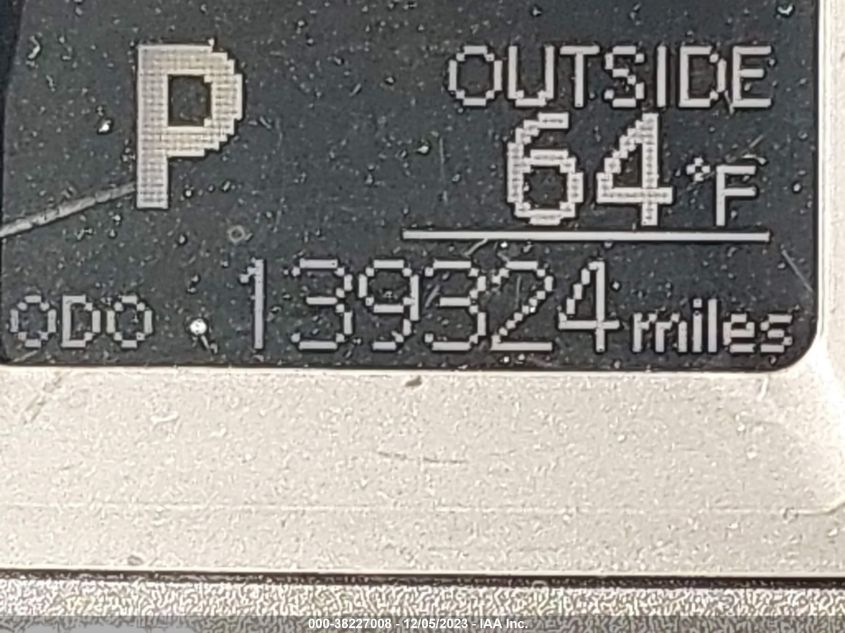 P
OUTSIDE
64°F
ODO 139324 miles
000-38227008 - 12/05/2023 - IAA Inc.